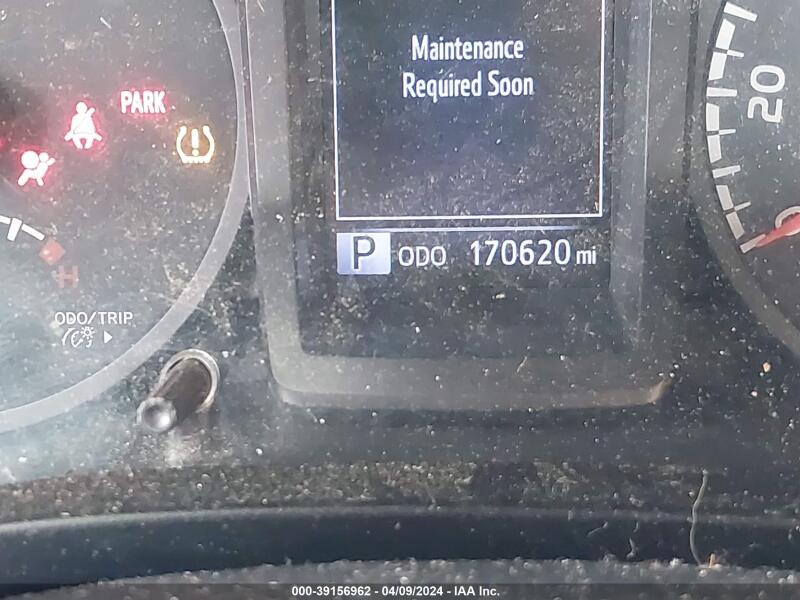 Maintenance
Required Soon
PARK
20
P ODO 170620 mi
H
ODO/TRIP
000-39156962 - 04/09/2024 - IAA Inc.